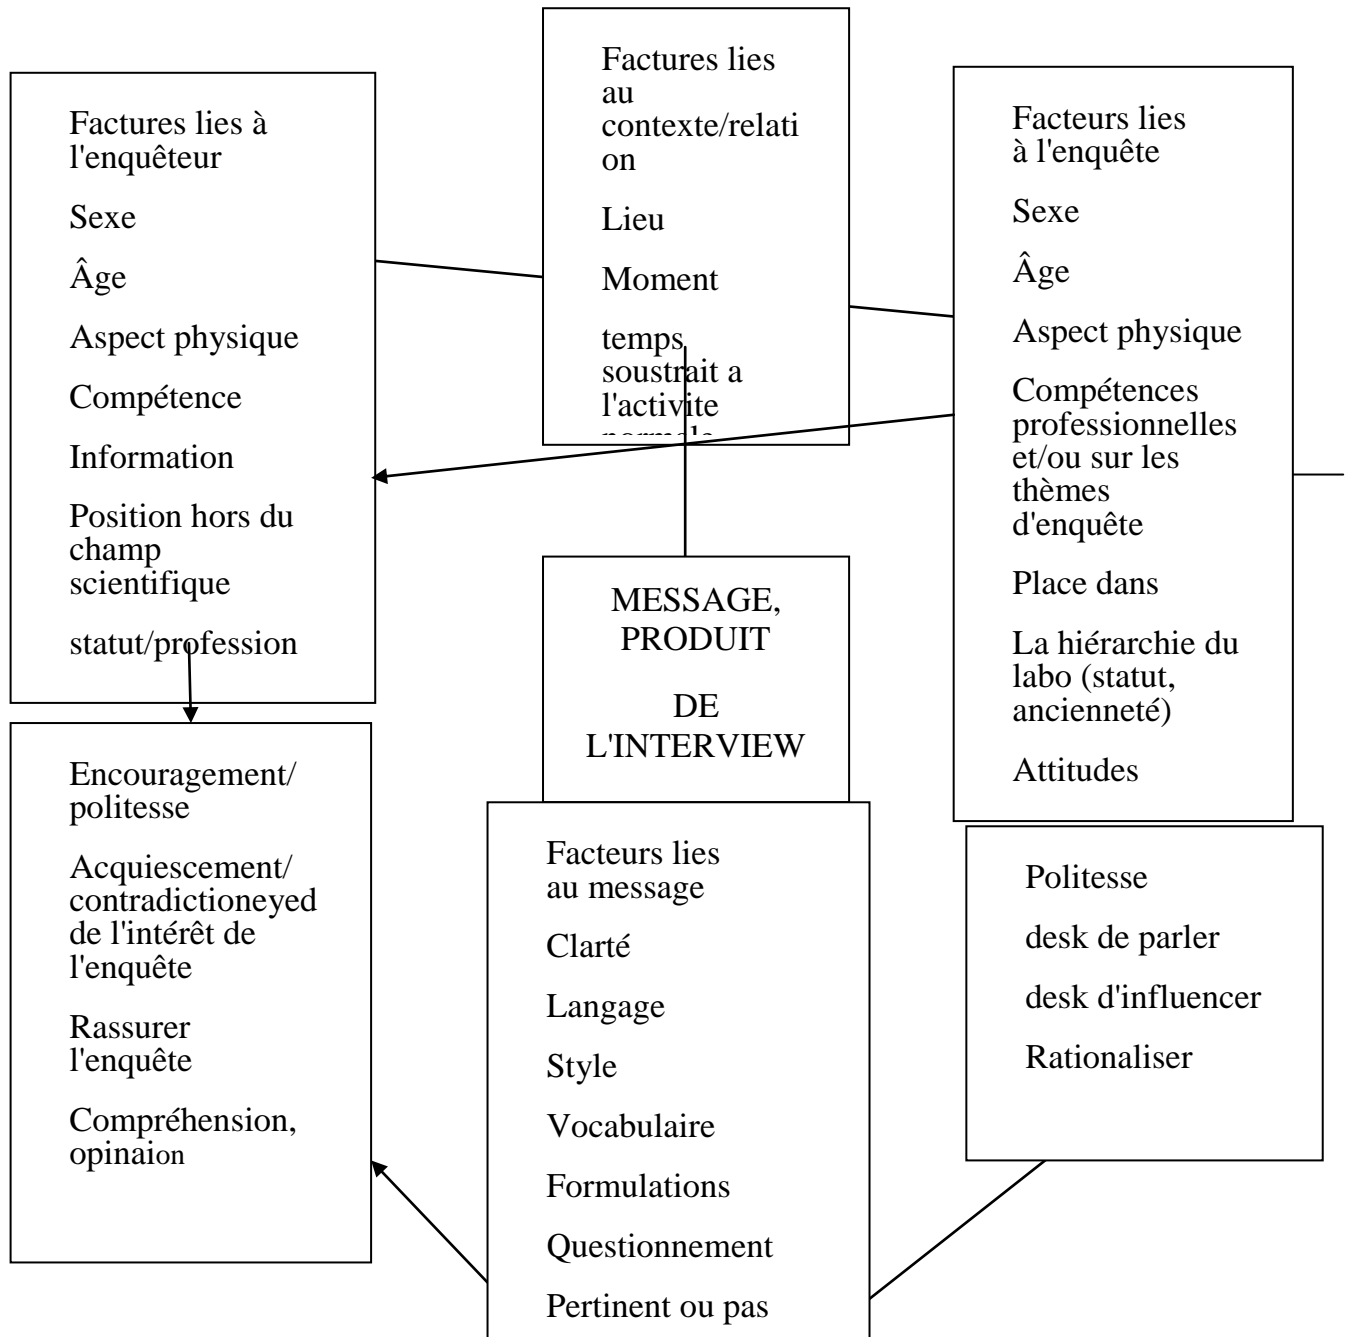 Factures lies à
l'enquêteur
Sexe
Âge
Aspect physique
Compétence
Information
Position hors du
champ
scientifique
statut/profession
Factures lies
au
contexte/relati
on
Lieu
Moment
temps
soustrait a
l'activite
normale
Facteurs lies
à l'enquête
Sexe
Âge
Aspect physique
Compétences
professionnelles
et/ou sur les
thèmes
d'enquête
Place dans
La hiérarchie du
labo (statut,
ancienneté)
Attitudes
MESSAGE,
PRODUIT
DE
L'INTERVIEW
Encouragement/
politesse
Acquiescement/
contradictioneyed
de l'intérêt de
l'enquête
Rassurer
l'enquête
Compréhension,
opinaion
Facteurs lies
au message
Clarté
Langage
Style
Vocabulaire
Formulations
Questionnement
Pertinent ou pas
Politesse
desk de parler
desk d'influencer
Rationaliser